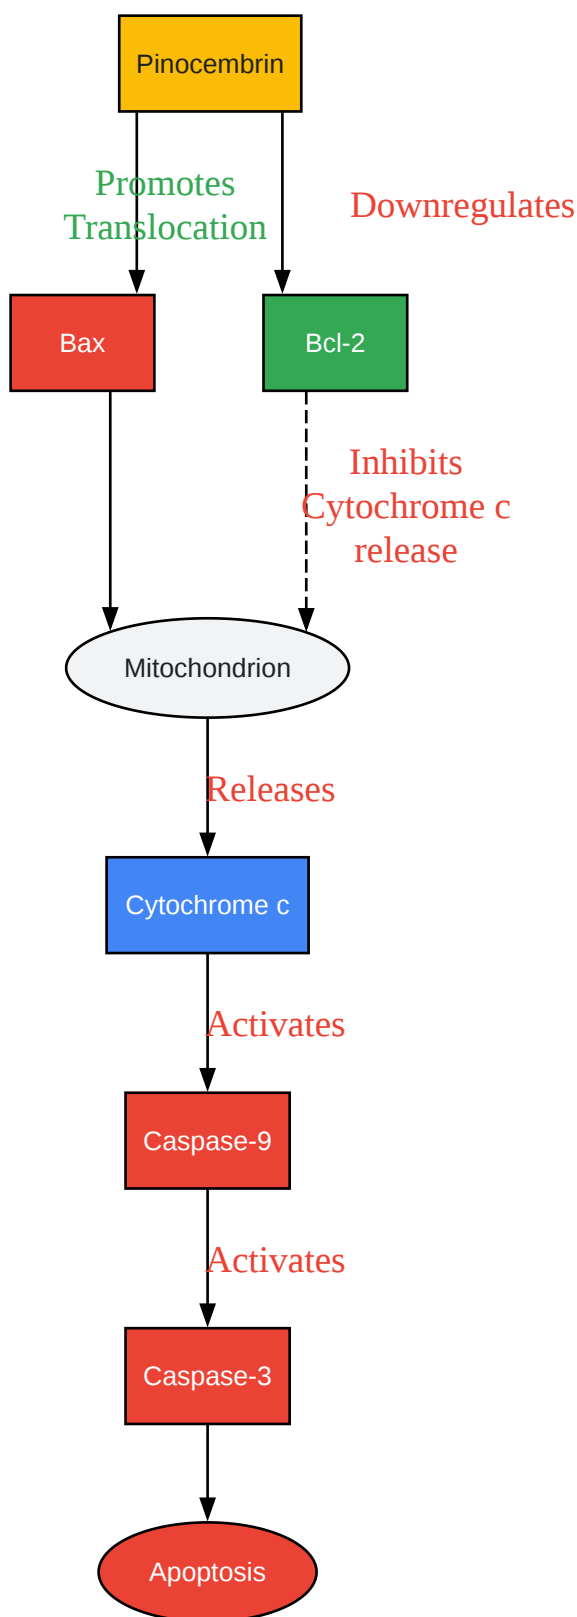 Pinocembrin
Promotes
Translocation
Downregulates
Bax
Bcl-2
Inhibits
Cytochrome c
release
Mitochondrion
Releases
Cytochrome c
Activates
Caspase-9
Activates
Caspase-3
Apoptosis